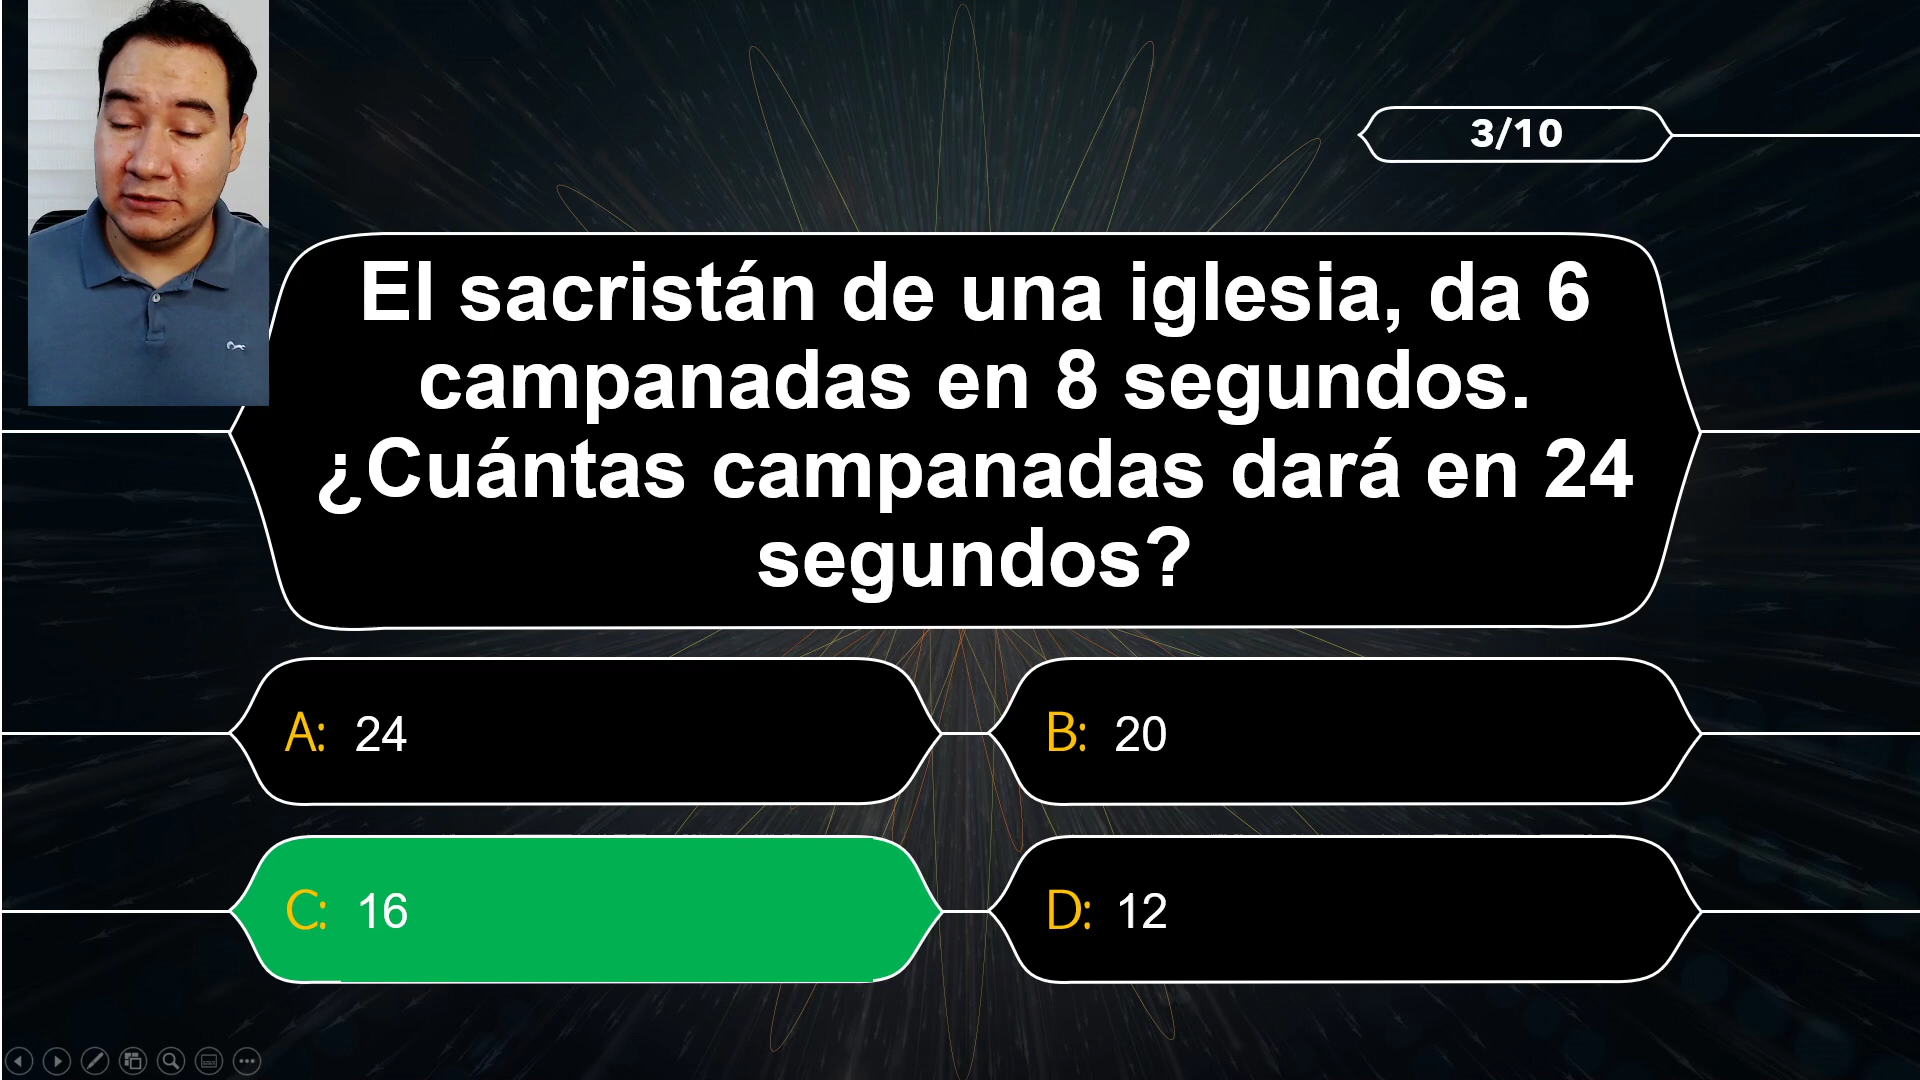 3/10
El sacristán de una iglesia, da 6
campanadas en 8 segundos.
¿Cuántas campanadas dará en 24
segundos?
A: 24
B: 20
C: 16
D: 12